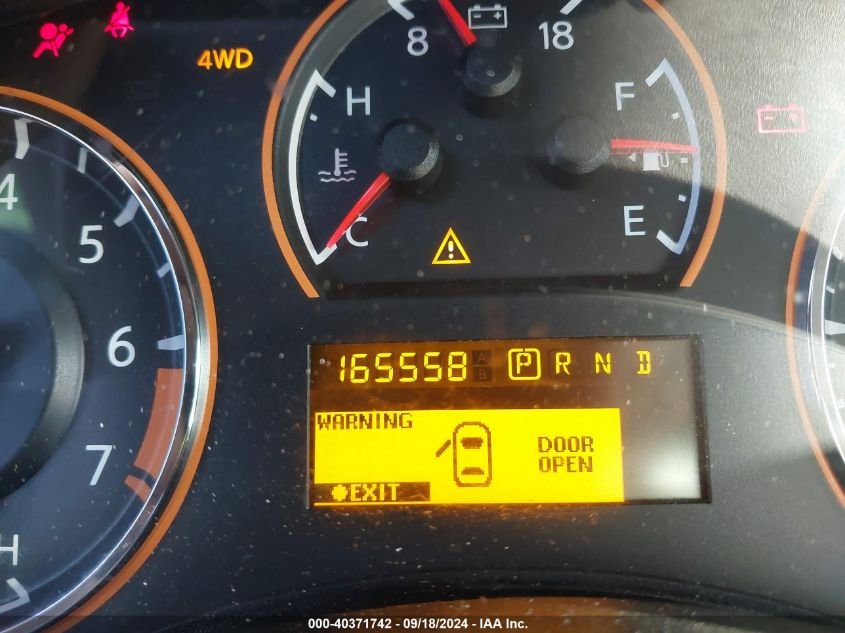 8 18
4WD
H F
4
5
C E
6
165558 A P R N D
B
WARNING
DOOR
OPEN
7
EXIT
H
000-40371742 - 09/18/2024 - IAA Inc.